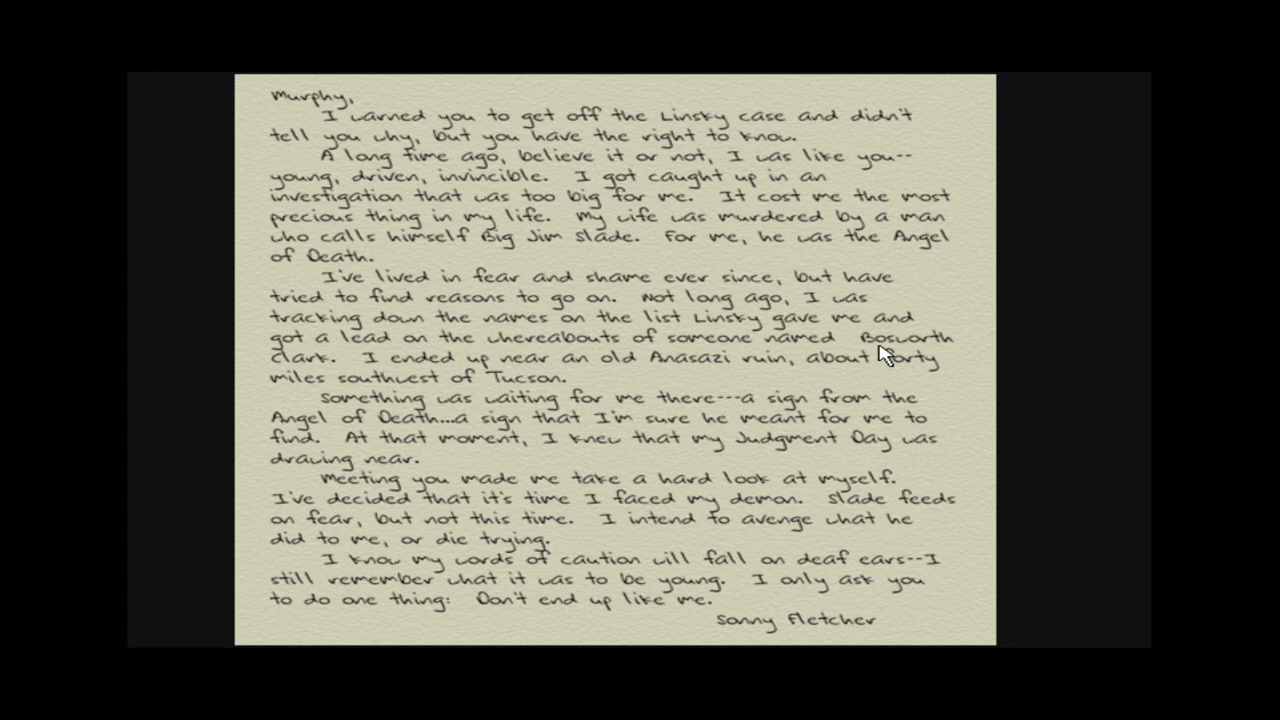 Murphy,
I warned you to get off the Linsky case and didn't
tell you why, but you have the right to know.
A long time ago, believe it or not, I was like you--
young, driven, invincible. I got caught up in an
investigation that was too big for me. It cost me the most
precious thing in my life. My wife was murdered by a man
who calls himself Big Jim Slade. For me, he was the Angel
of Death.
I've lived in fear and shame ever since, but have
tried to find reasons to go on. Not long ago, I was
tracking down the names on the list Linsky gave me and
got a lead on the whereabouts of someone named Bosworth
Clark. I ended up near an old Anasazi ruin, about forty
miles southwest of Tucson.
Something was waiting for me there---a sign from the
Angel of Death...a sign that I'm sure he meant for me to
find. At that moment, I knew that my Judgment Day was
drawing near.
Meeting you made me take a hard look at myself.
I've decided that it's time I faced my demon. Slade feeds
on fear, but not this time. I intend to avenge what he
did to me, or die trying.
I know my words of caution will fall on deaf ears--I
still remember what it was to be young. I only ask you
to do one thing: Don't end up like me.
Sonny Fletcher